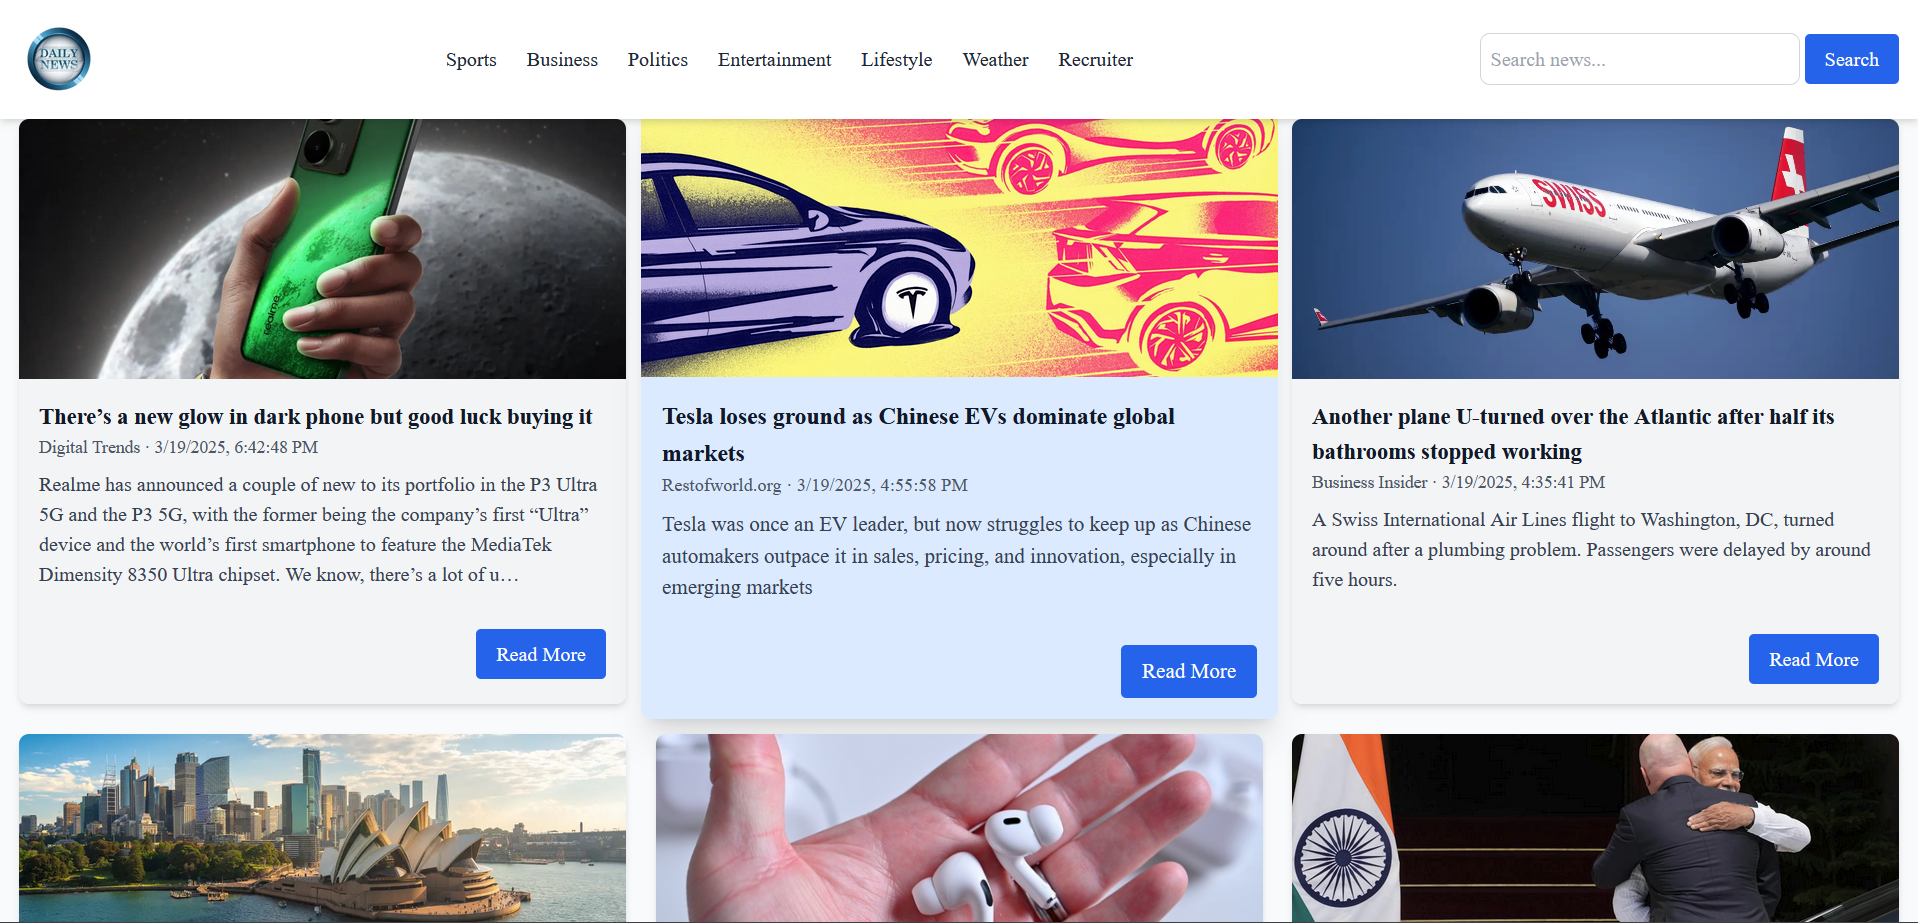 DAILY
NEWS
Sports Business Politics Entertainment Lifestyle Weather Recruiter
Search news...
Search
realme
There’s a new glow in dark phone but good luck buying it
Digital Trends · 3/19/2025, 6:42:48 PM
Realme has announced a couple of new to its portfolio in the P3 Ultra
5G and the P3 5G, with the former being the company’s first “Ultra”
device and the world’s first smartphone to feature the MediaTek
Dimensity 8350 Ultra chipset. We know, there’s a lot of u…
Read More
Tesla loses ground as Chinese EVs dominate global
markets
Restofworld.org · 3/19/2025, 4:55:58 PM
Tesla was once an EV leader, but now struggles to keep up as Chinese
automakers outpace it in sales, pricing, and innovation, especially in
emerging markets
Read More
SWISS
Another plane U-turned over the Atlantic after half its
bathrooms stopped working
Business Insider · 3/19/2025, 4:35:41 PM
A Swiss International Air Lines flight to Washington, DC, turned
around after a plumbing problem. Passengers were delayed by around
five hours.
Read More